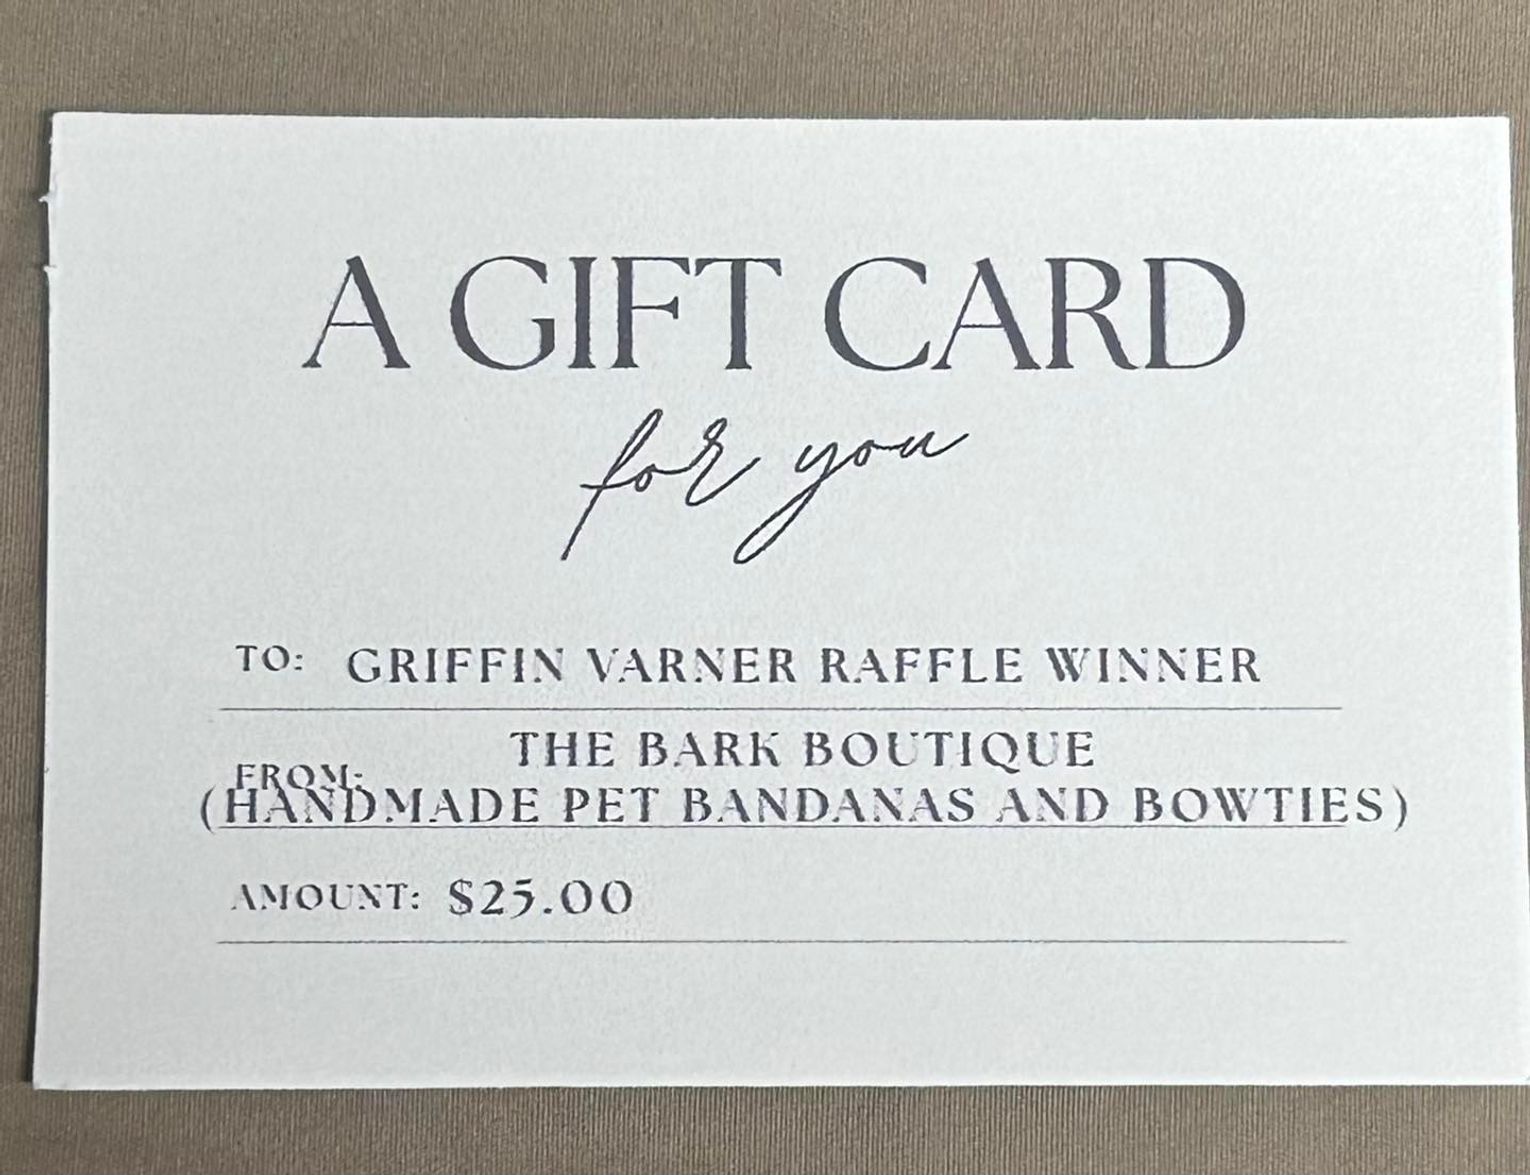 A GIFT CARD
for you
TO: GRIFFIN VARNER RAFFLE WINNER
THE BARK BOUTIQUE
FROM:
(HANDMADE PET BANDANAS AND BOWTIES)
AMOUNT: $25.00